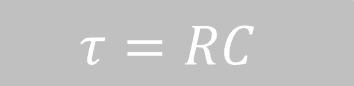 τ = RC